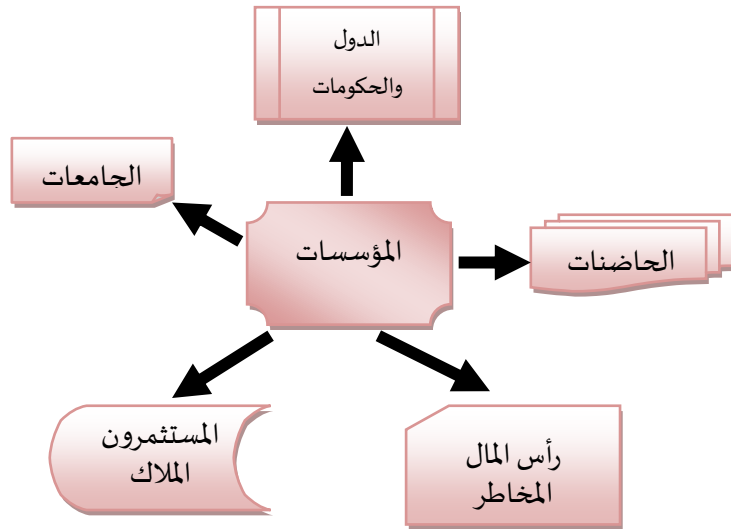 الدول
والحكومات
الجامعات
المؤسسات
الحاضنات
المستثمرون
الملاك
رأس المال
المخاطر